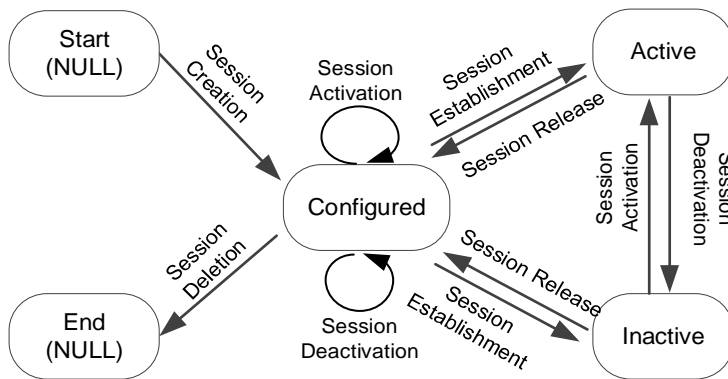 Start
(NULL)
Session
Creation
Session
Activation
Session
Establishment
Session Release
Active
Session
Activation
Session
Deactivation
Configured
Session
Deletion
Session
Deactivation
Session Release
Session
Establishment
End
(NULL)
Inactive